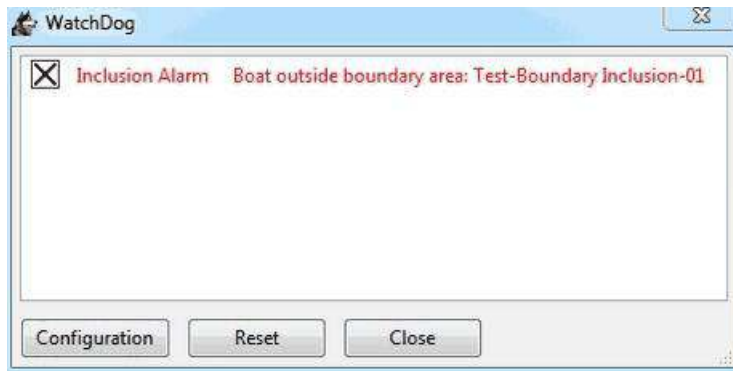 WatchDog
Inclusion Alarm Boat outside boundary area: Test-Boundary Inclusion-01
Configuration Reset Close